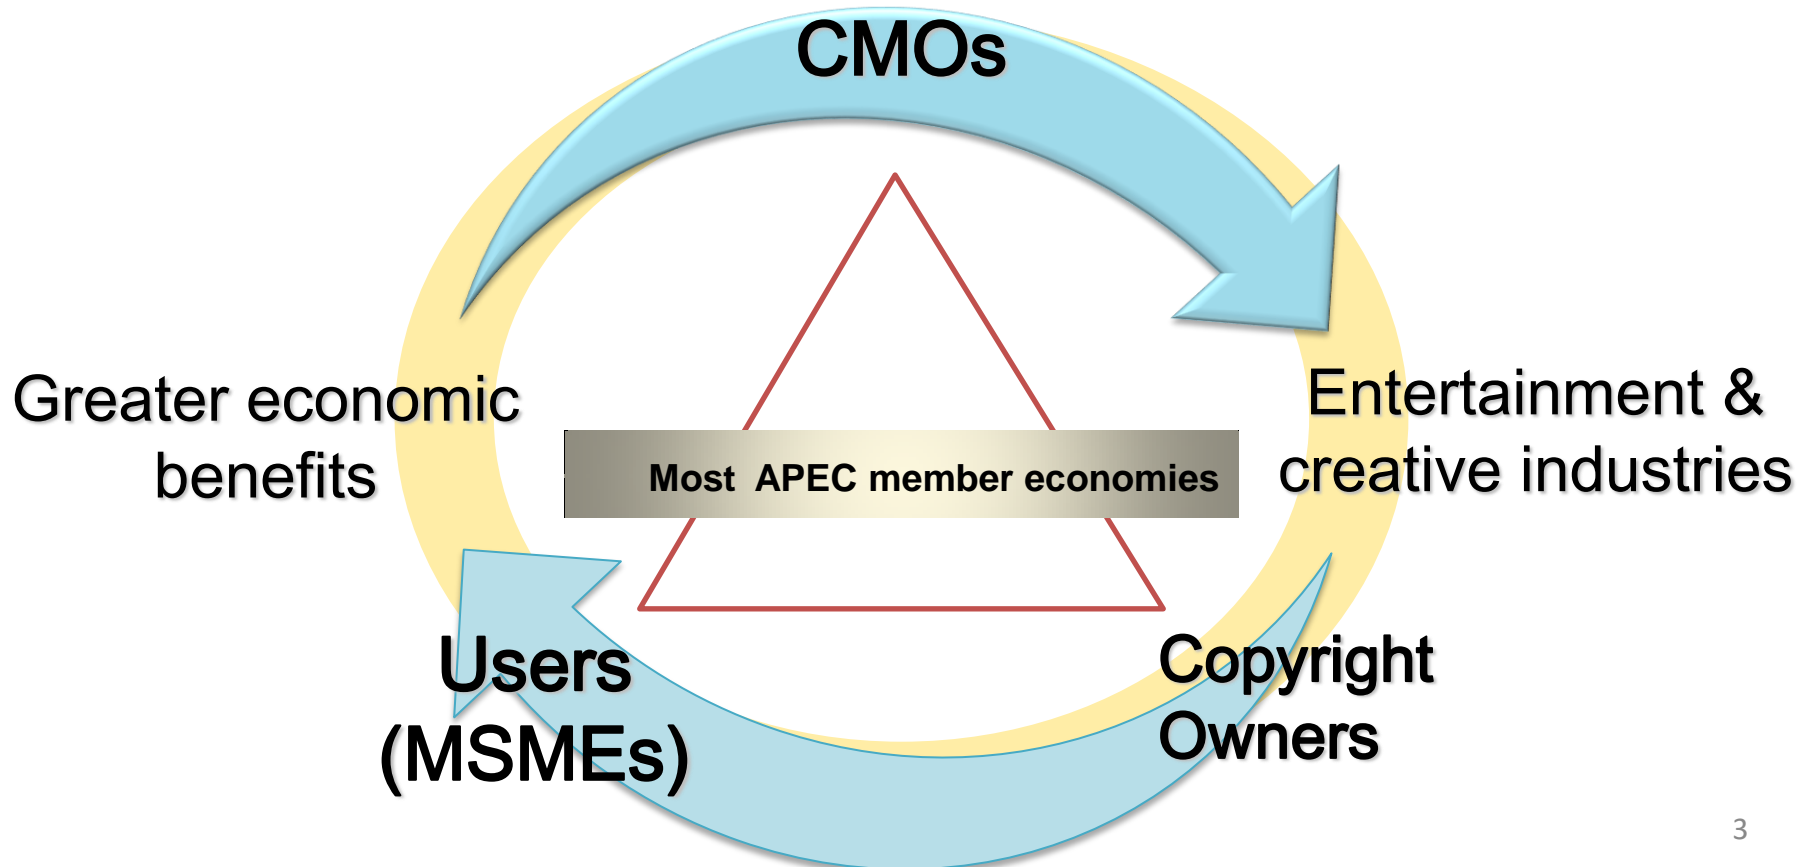 CMOs
Greater economic
benefits
Entertainment &
creative industries
Most APEC member economies
Users
(MSMEs)
Copyright
Owners
3